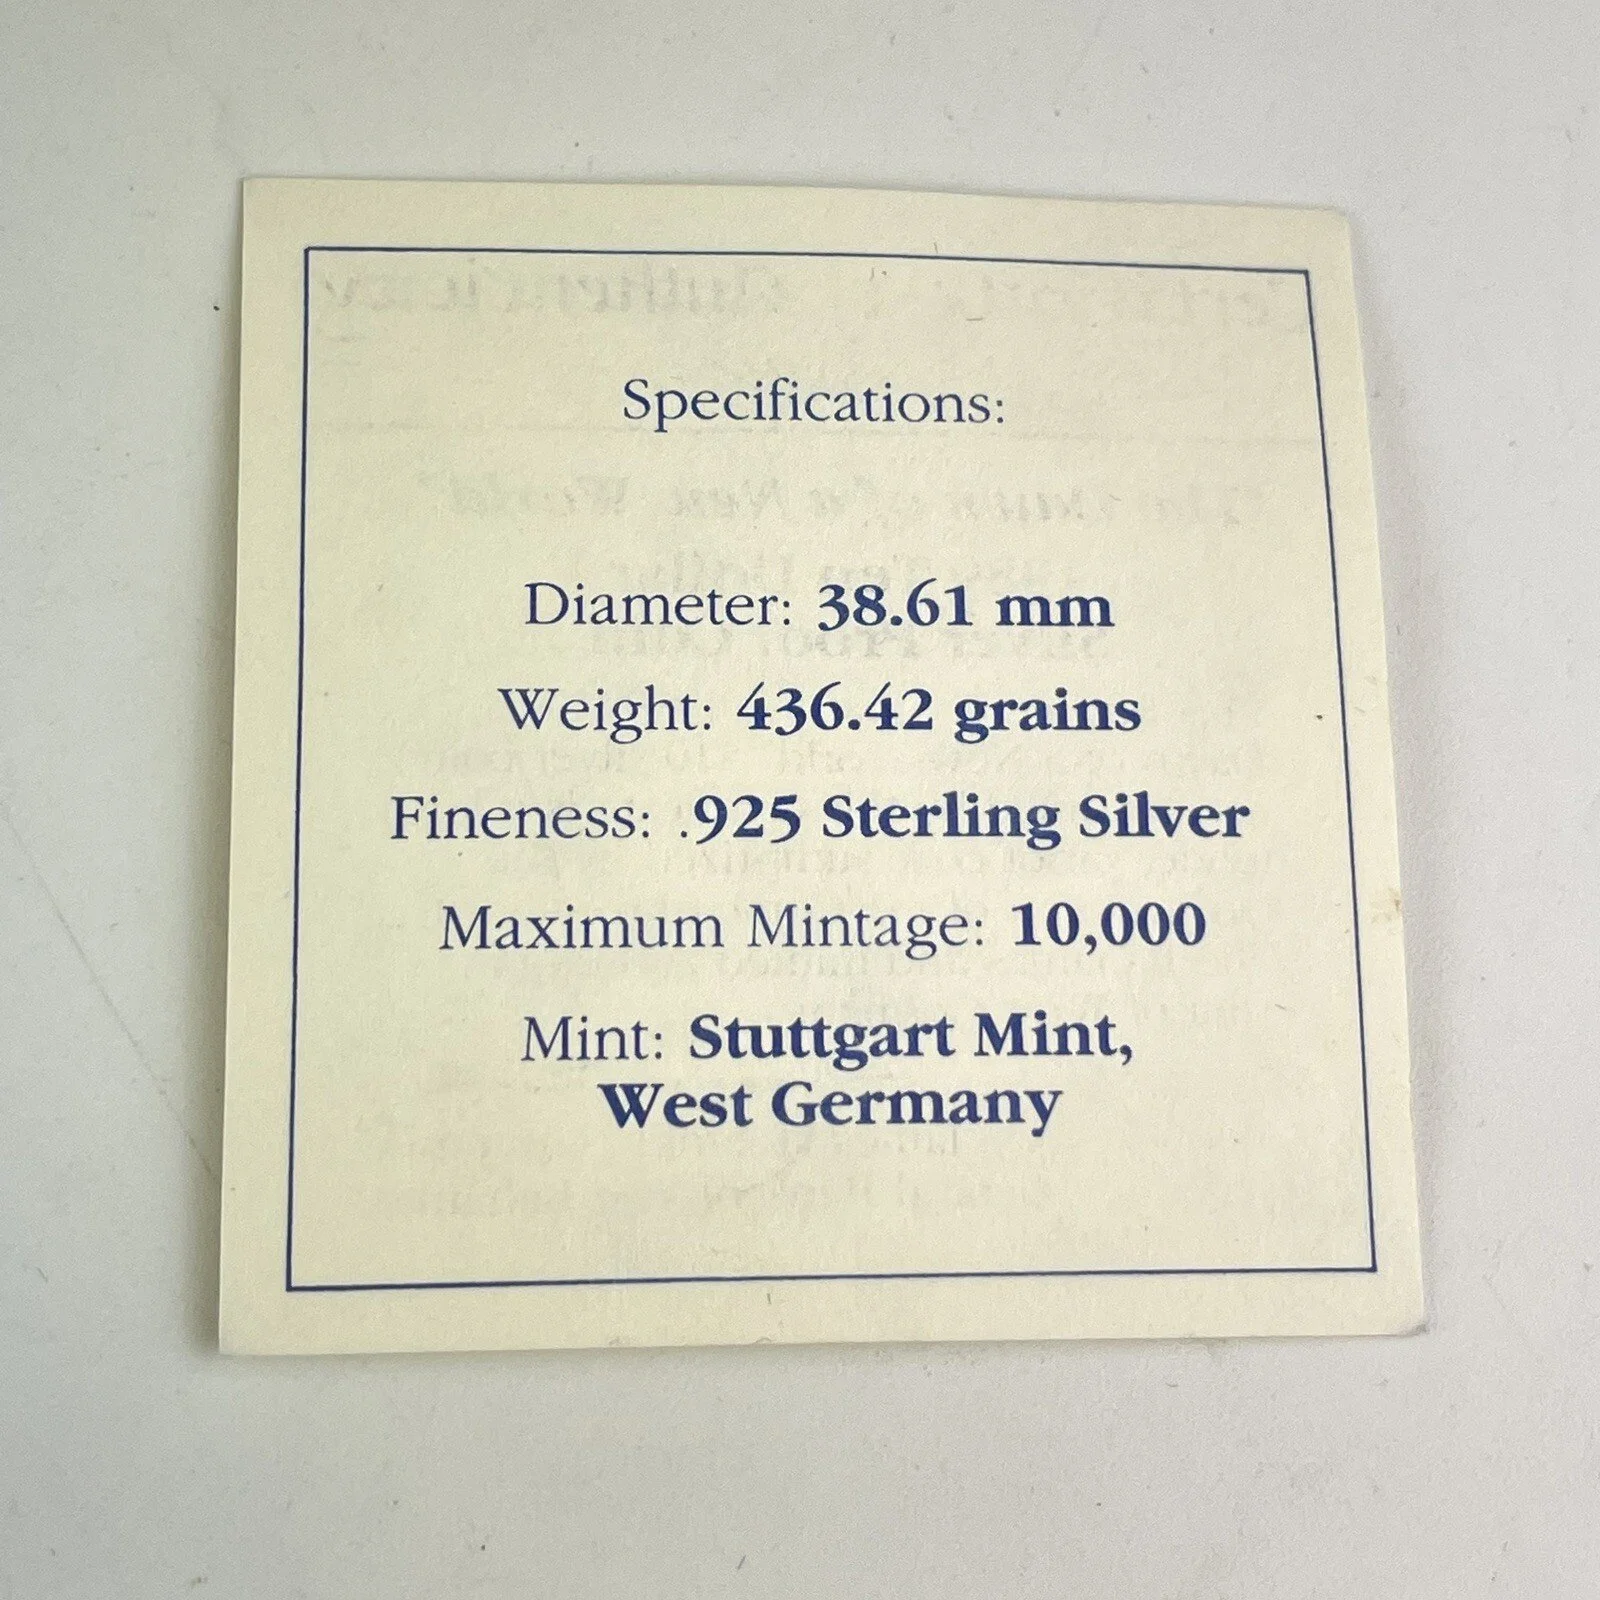 Specifications:
Diameter: 38.61 mm
Weight: 436.42 grains
Fineness: .925 Sterling Silver
Maximum Mintage: 10,000
Mint: Stuttgart Mint,
West Germany